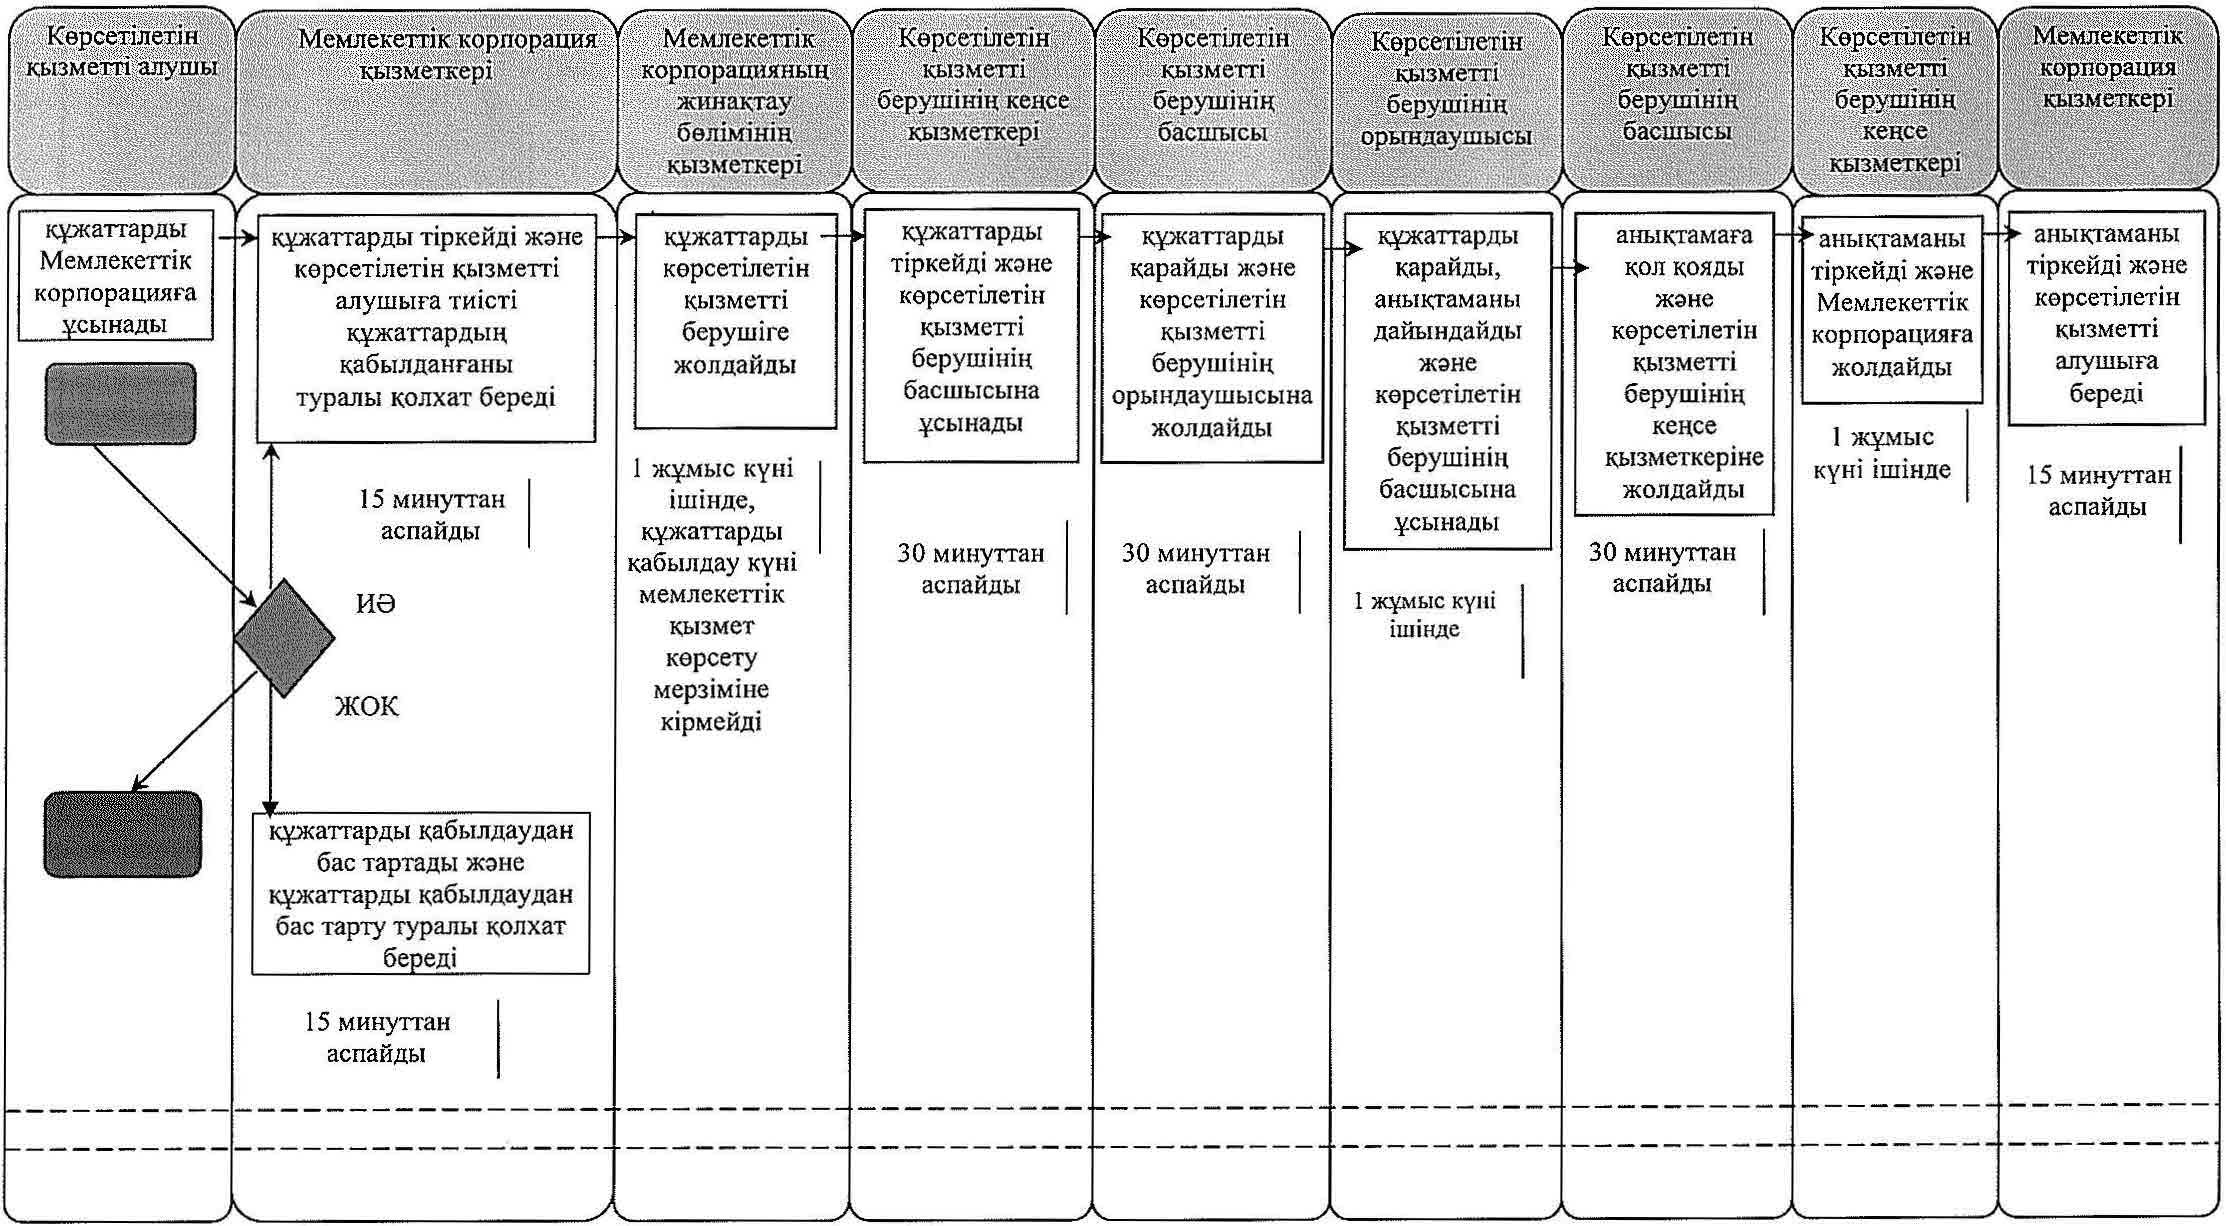 Көрсетілетін
қызметті алушы
Мемлекеттік корпорация
қызметкері
Мемлекеттік
корпорацияның
жинақтау
бөлімінің
қызметкері
Көрсетілетін
қызметті
берушінің кеңсе
қызметкері
Көрсетілетін
қызметті
берушінің
басшысы
Көрсетілетін
қызметті
берушінің
орындаушысы
Көрсетілетін
қызметті
берушінің
басшысы
Көрсетілетін
қызметті
берушінің
кеңсе
қызметкері
Мемлекеттік
корпорация
қызметкері
құжаттарды
Мемлекеттік
корпорацияға
ұсынады
құжаттарды тіркейді және
көрсетілетін қызметті
алушыға тиісті
құжаттардың
қабылданғаны
туралы қолхат береді
15 минуттан
аспайды
ИӘ
ЖОК
құжаттарды қабылдаудан
бас тартады және
құжаттарды қабылдаудан
бас тарту туралы қолхат
береді
15 минуттан
аспайды
құжаттарды
көрсетілетін
қызметті
берушіге
жолдайды
1 жұмыс күні
ішінде,
құжаттарды
қабылдау күні
мемлекеттік
қызмет
көрсету
мерзіміне
кірмейді
құжаттарды
тіркейді және
көрсетілетін
қызметті
берушінің
басшысына
ұсынады
30 минуттан
аспайды
құжаттарды
қарайды және
көрсетілетін
қызметті
берушінің
орындаушысына
жолдайды
30 минуттан
аспайды
құжаттарды
қарайды,
анықтаманы
дайындайды
және
көрсетілетін
қызметті
берушінің
басшысына
ұсынады
1 жұмыс күні
ішінде
анықтамаға
қол қояды
және
көрсетілетін
қызметті
берушінің
кеңсе
қызметкеріне
жолдайды
30 минуттан
аспайды
анықтаманы
тіркейді және
Мемлекеттік
корпорацияға
жолдайды
1 жұмыс
күні ішінде
анықтаманы
тіркейді және
көрсетілетін
қызметті
алушыға
береді
15 минуттан
аспайды